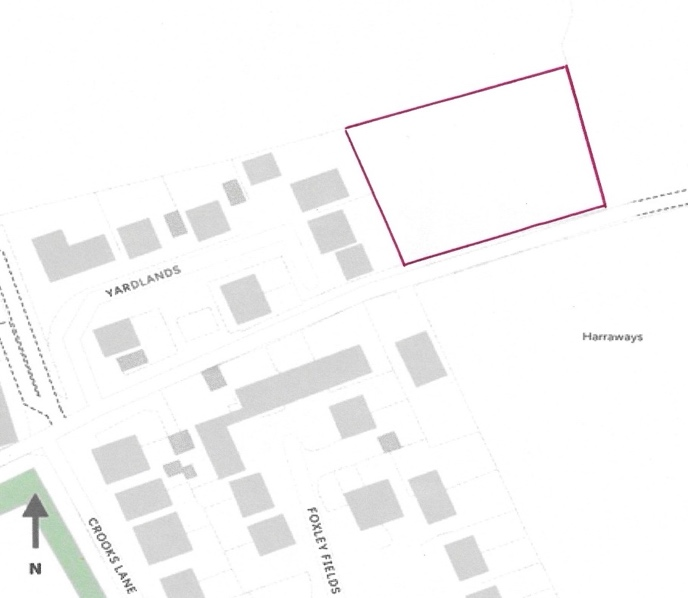 YARDLANDS
Harraways
CROOKS LANE
FOXLEY FIELDS
N